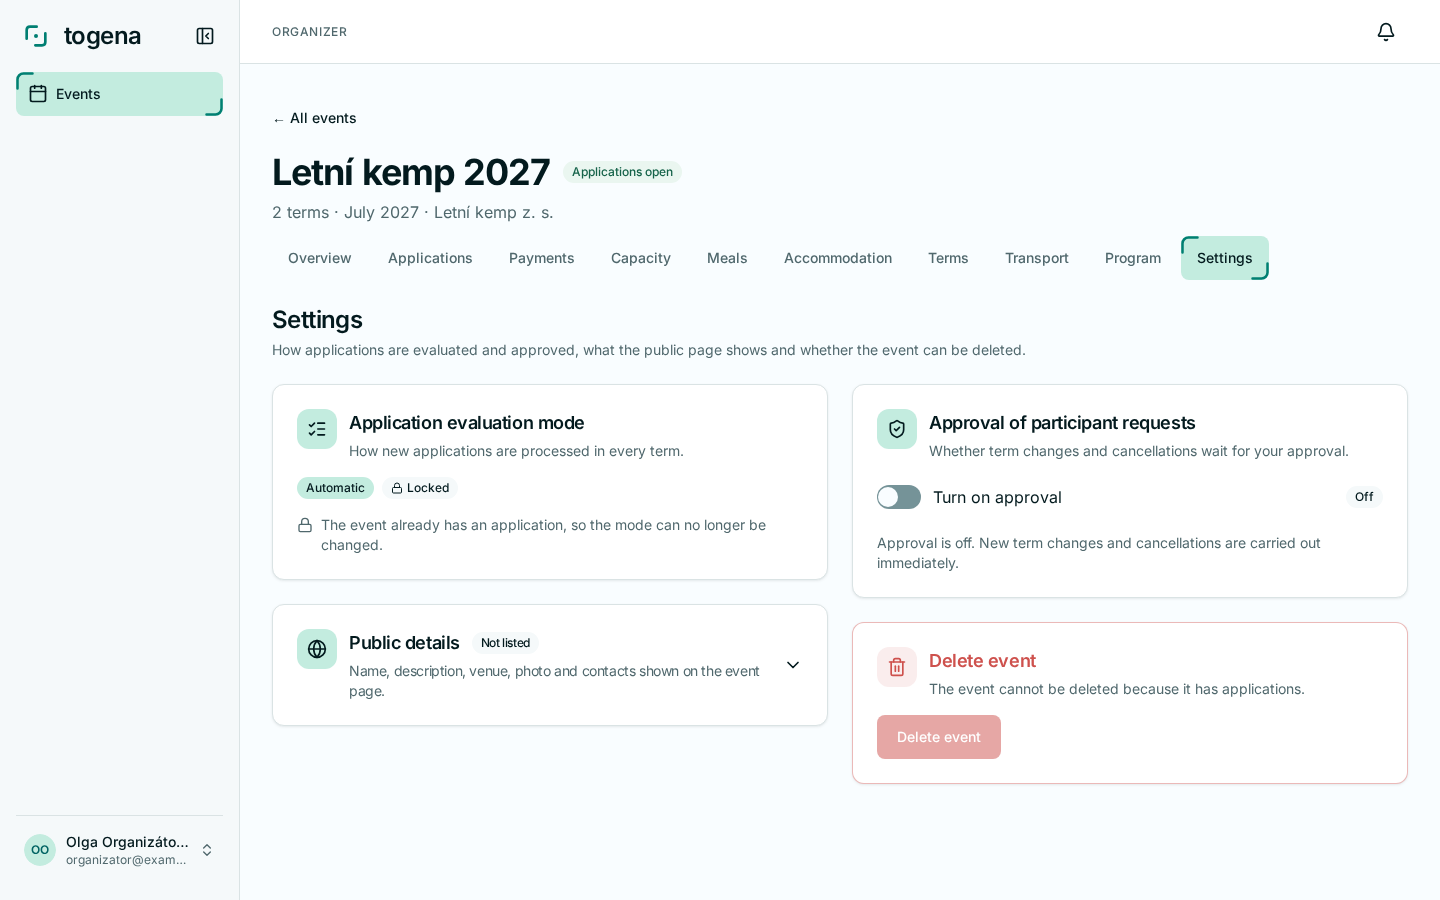 togena
Events
ORGANIZER
← All events
Letní kemp 2027
Applications open
2 terms · July 2027 · Letní kemp z. s.
Overview
Applications
Payments
Capacity
Meals
Accommodation
Terms
Transport
Program
Settings
Settings
How applications are evaluated and approved, what the public page shows and whether the event can be deleted.
Application evaluation mode
How new applications are processed in every term.
Automatic
Locked
The event already has an application, so the mode can no longer be
changed.
Public details
Not listed
Name, description, venue, photo and contacts shown on the event
page.
Approval of participant requests
Whether term changes and cancellations wait for your approval.
Turn on approval
Off
Approval is off. New term changes and cancellations are carried out
immediately.
Delete event
The event cannot be deleted because it has applications.
Delete event
OO
Olga Organizáto...
organizator@exam...